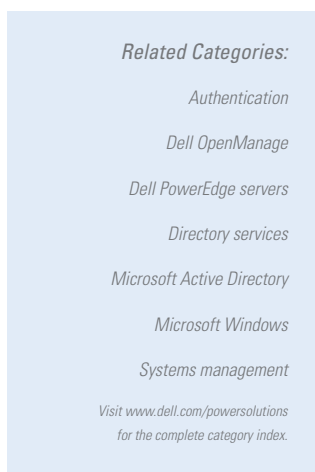 Related Categories:
Authentication
Dell OpenManage
Dell PowerEdge servers
Directory services
Microsoft Active Directory
Microsoft Windows
Systems management
Visit www.dell.com/powersolutions
for the complete category index.